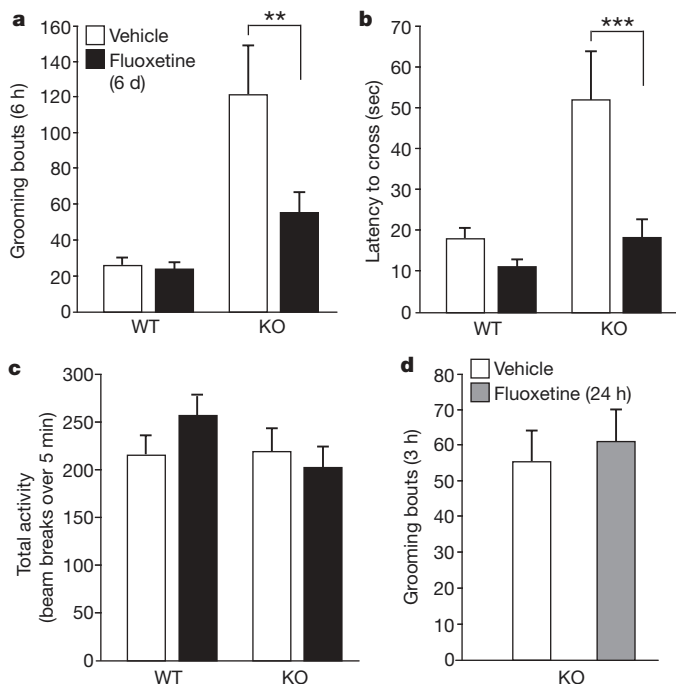 a
**
160
Vehicle
140
Fluoxetine
(6 d)
120
100
80
60
40
20
0
Grooming bouts (6 h)
WT
KO
b
***
70
60
50
40
30
20
10
0
Latency to cross (sec)
WT
KO
c
300
250
200
150
100
50
0
Total activity
(beam breaks over 5 min)
WT
KO
d
Vehicle
Fluoxetine (24 h)
80
70
60
50
40
30
20
10
0
Grooming bouts (3 h)
KO